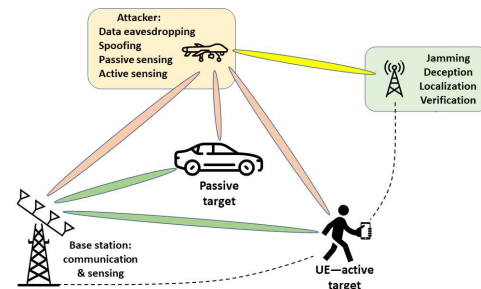 Attacker:
Data eavesdropping
Spoofing
Passive sensing
Active sensing
Jamming
Deception
Localization
Verification
Passive
target
Base station:
communication
& sensing
UE—active
target